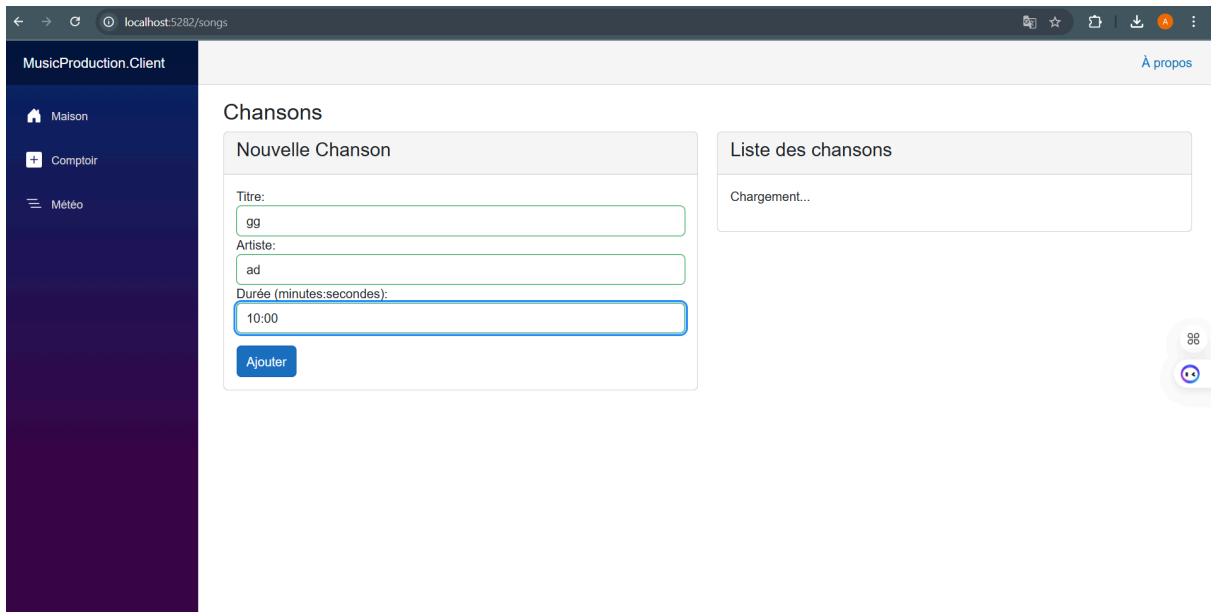 localhost:5282/songs
A
MusicProduction.Client
À propos
Maison
Comptoir
Météo
Chansons
Nouvelle Chanson
Titre:
gg
Artiste:
ad
Durée (minutes:secondes):
10:00
Ajouter
Liste des chansons
Chargement...